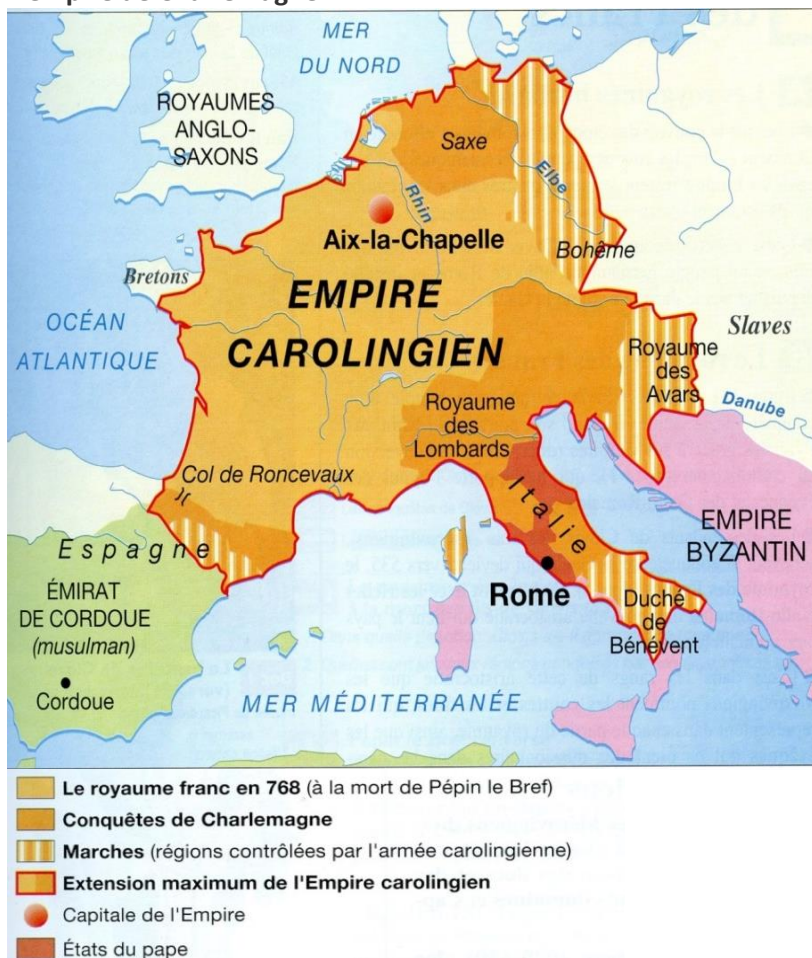 MER
DU NORD
ROYAUMES
ANGLO-
SAXONS
Saxe
Elbe
Rhin
Aix-la-Chapelle
Bohême
Bretons
EMPIRE
CAROLINGIEN
OCÉAN
ATLANTIQUE
Slaves
Royaume
des
Avars
Danube
Royaume
des
Lombards
Col de Roncevaux
Italie
Espagne
EMPIRE
BYZANTIN
ÉMIRAT
DE CORDOUE
(musulman)
Rome
Duché
de
Bénévent
Cordoue
MER MÉDITERRANÉE
Le royaume franc en 768 (à la mort de Pépin le Bref)
Conquêtes de Charlemagne
Marches (régions contrôlées par l'armée carolingienne)
Extension maximum de l'Empire carolingien
Capitale de l'Empire
États du pape